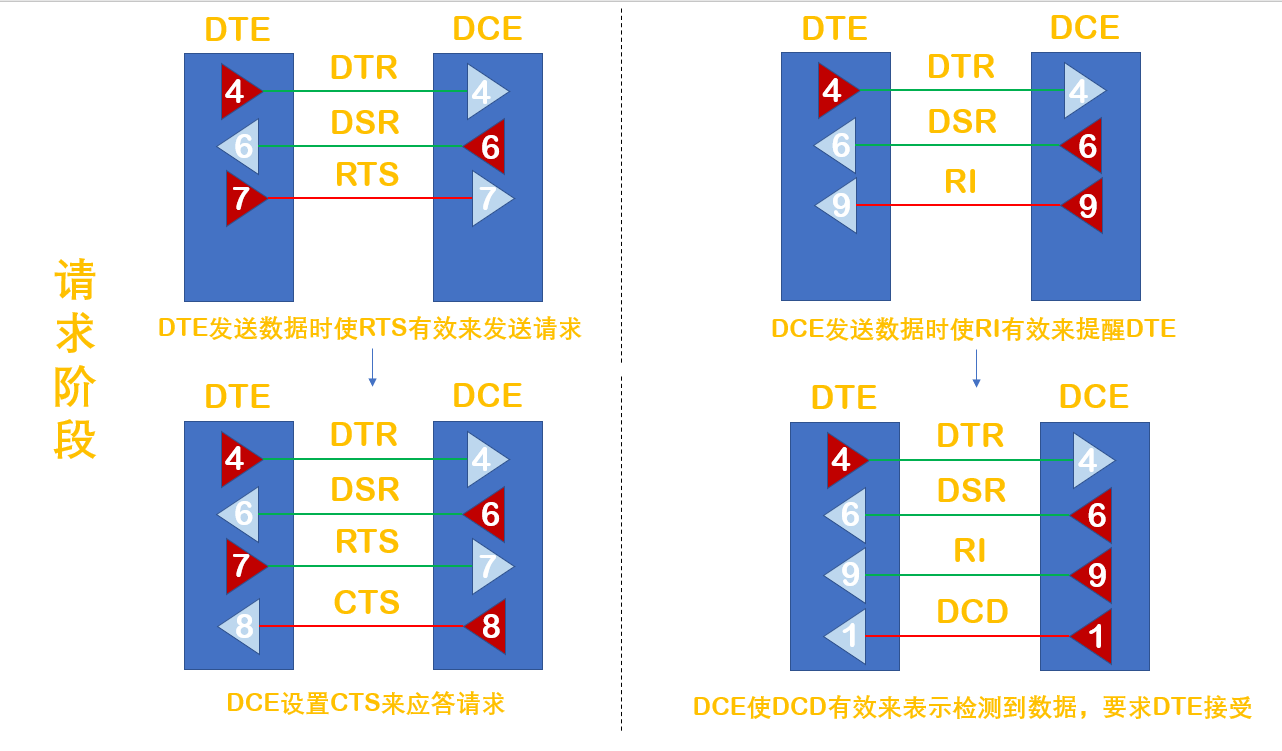 请求阶段
DTE DCE
DTR
4 4
DSR
6 6
RTS
7 7
DTE发送数据时使RTS有效来发送请求
DTE DCE
DTR
4 4
DSR
6 6
RTS
7 7
CTS
8 8
DCE设置CTS来应答请求
DTE DCE
DTR
4 4
DSR
6 6
RI
9 9
DCE发送数据时使RI有效来提醒DTE
DTE DCE
DTR
4 4
DSR
6 6
RI
9 9
DCD
1 1
DCE使DCD有效来表示检测到数据，要求DTE接受